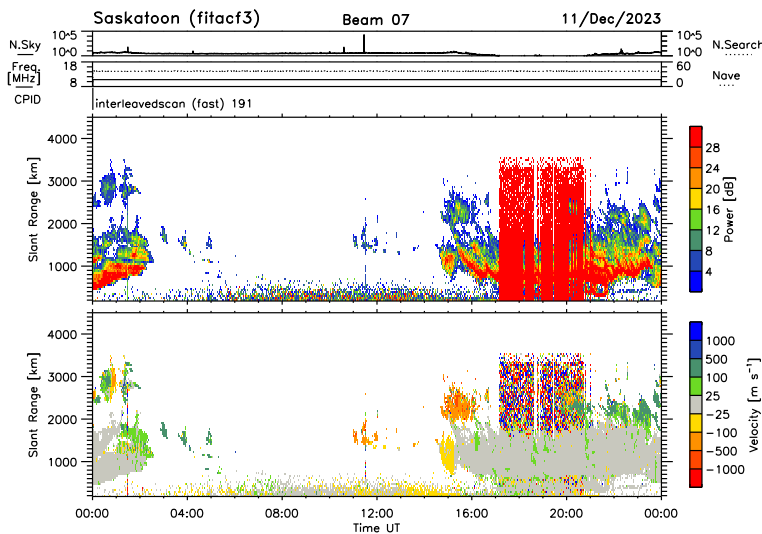 Saskatoon (fitacf3) Beam 07 11/Dec/2023
N.Sky 10^5 10^0 10^5 10^0 N.Search
Freq. [MHz] 18 8 60 0 Nave
CPID interleavedscan (fast) 191
Slant Range [km] 4000 3000 2000 1000
Power [dB] 28 24 20 16 12 8 4
Slant Range [km] 4000 3000 2000 1000
Velocity [m s⁻¹] 1000 500 100 25 −25 −100 −500 −1000
00:00 04:00 08:00 12:00 16:00 20:00 00:00
Time UT